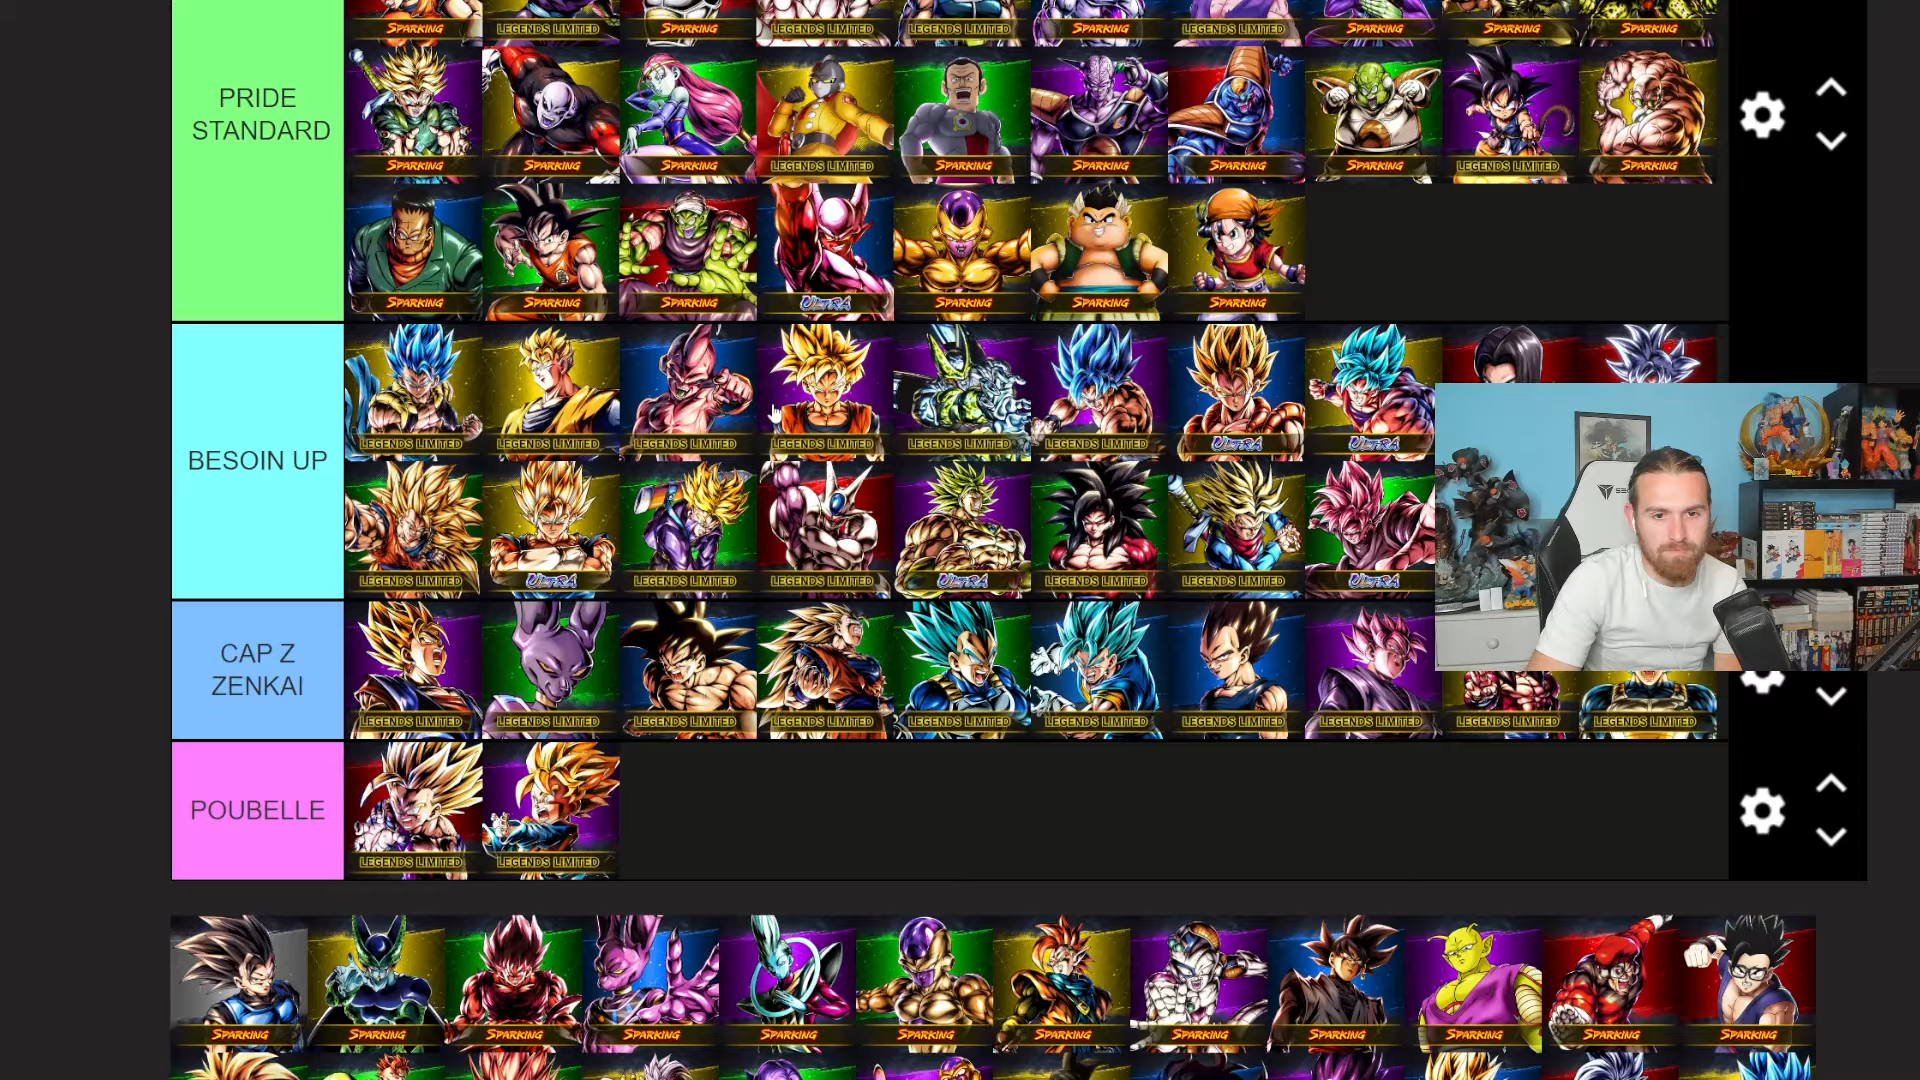 SPARKING LEGENDS LIMITED SPARKING LEGENDS LIMITED LEGENDS LIMITED SPARKING LEGENDS LIMITED SPARKING SPARKING SPARKING
PRIDE
STANDARD
SPARKING SPARKING SPARKING LEGENDS LIMITED SPARKING SPARKING SPARKING SPARKING LEGENDS LIMITED SPARKING
SPARKING SPARKING SPARKING ULTRA SPARKING SPARKING SPARKING
BESOIN UP
LEGENDS LIMITED LEGENDS LIMITED LEGENDS LIMITED LEGENDS LIMITED LEGENDS LIMITED LEGENDS LIMITED ULTRA ULTRA
LEGENDS LIMITED ULTRA LEGENDS LIMITED LEGENDS LIMITED ULTRA LEGENDS LIMITED LEGENDS LIMITED ULTRA
CAP Z
ZENKAI
LEGENDS LIMITED LEGENDS LIMITED LEGENDS LIMITED LEGENDS LIMITED LEGENDS LIMITED LEGENDS LIMITED LEGENDS LIMITED LEGENDS LIMITED LEGENDS LIMITED LEGENDS LIMITED
POUBELLE
LEGENDS LIMITED LEGENDS LIMITED
SPARKING SPARKING SPARKING SPARKING SPARKING SPARKING SPARKING SPARKING SPARKING SPARKING SPARKING SPARKING